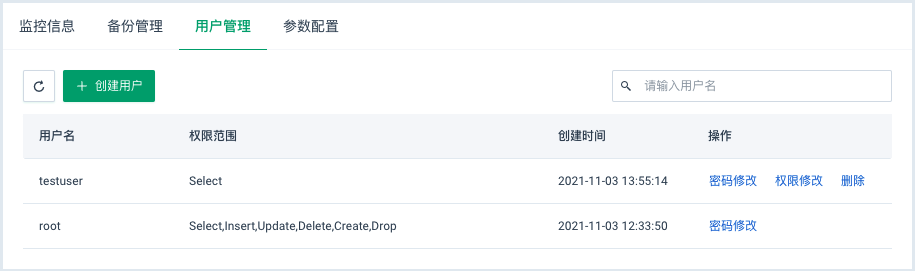 监控信息 备份管理 用户管理 参数配置
创建用户 请输入用户名
用户名 权限范围 创建时间 操作
testuser Select 2021-11-03 13:55:14 密码修改 权限修改 删除
root Select,Insert,Update,Delete,Create,Drop 2021-11-03 12:33:50 密码修改